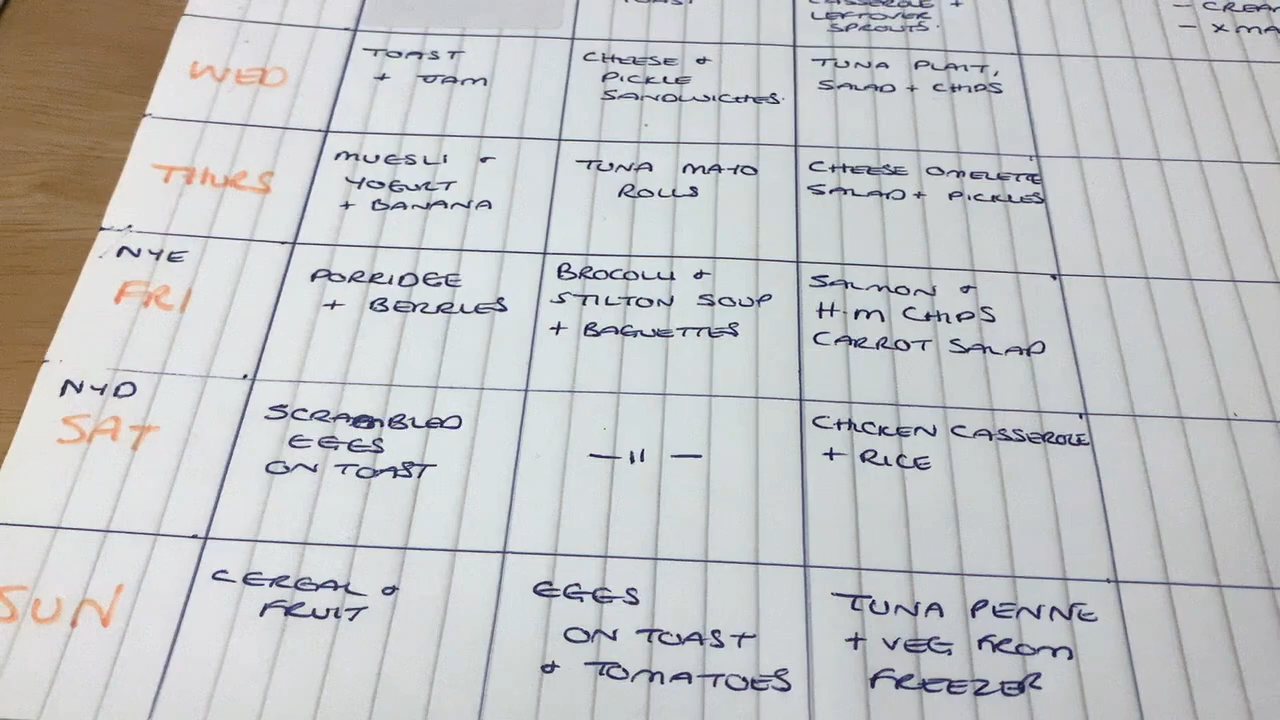 TOAST
CASSEROLE +
LEFTOVER
SPROUTS.
- CREAM
- XMA
WED
TOAST
+ JAM
CHEESE &
PICKLE
SANDWICHES.
TUNA PLAIT,
SALAD + CHIPS
THURS
MUESLI &
YOGURT
+ BANANA
TUNA MAYO
ROLLS
CHEESE OMELETTE
SALAD + PICKLES
NYE
FRI
PORRIDGE
+ BERRIES
BROCOLLI &
STILTON SOUP
+ BAGUETTES
SALMON &
H.M CHIPS
CARROT SALAD
NYD
SAT
SCRAMBLED
EGGS
ON TOAST
— 11 —
CHICKEN CASSEROLE
+ RICE
SUN
CEREAL &
FRUIT
EGGS
ON TOAST
& TOMATOES
TUNA PENNE
+ VEG FROM
FREEZER